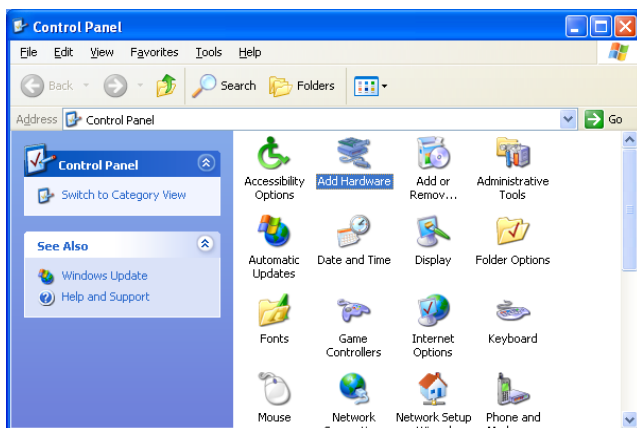 Control Panel
File Edit View Favorites Tools Help
Back Search Folders
Address Control Panel Go
Control Panel
Switch to Category View
See Also
Windows Update
Help and Support
Accessibility Options
Add Hardware
Add or Remov...
Administrative Tools
Automatic Updates
Date and Time
Display
Folder Options
Fonts
Game Controllers
Internet Options
Keyboard
Mouse
Network
Network Setup
Phone and